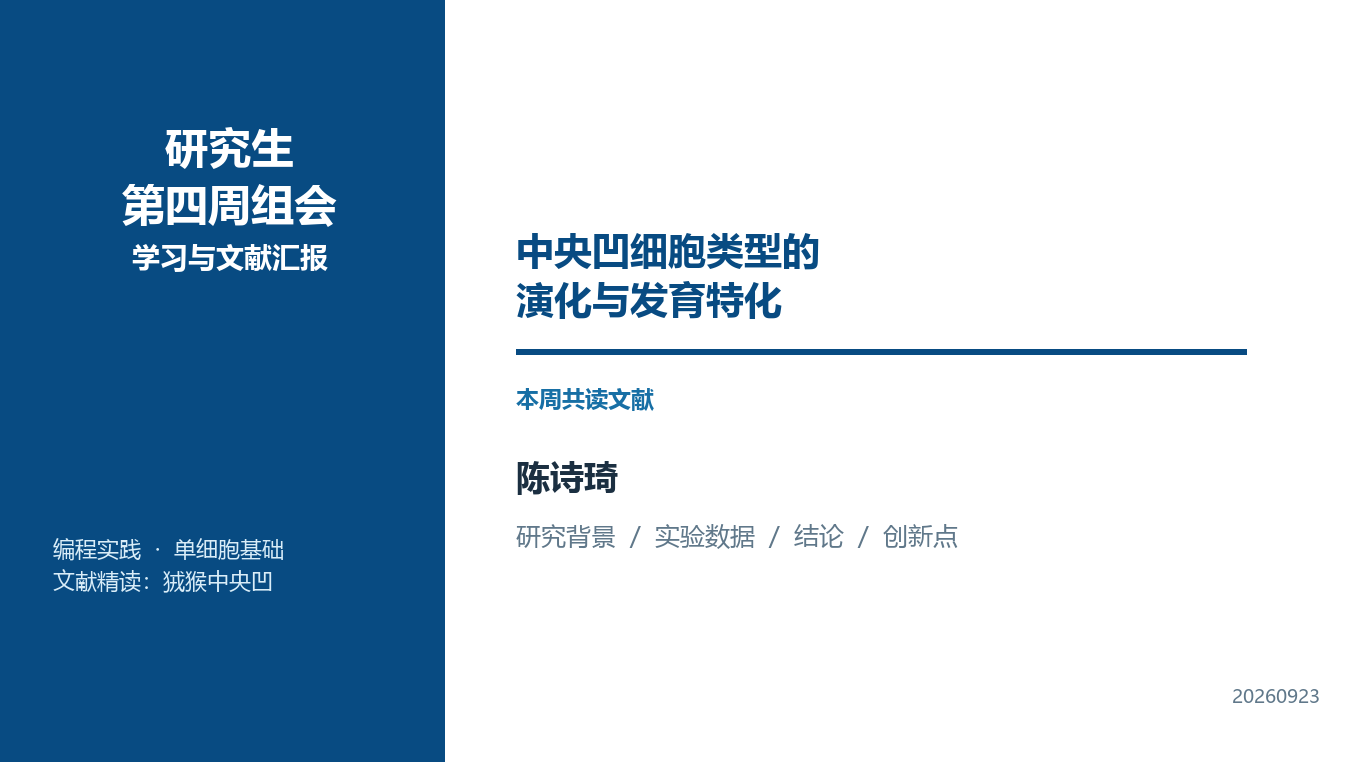 研究生
第四周组会
学习与文献汇报
编程实践 · 单细胞基础
文献精读：狨猴中央凹
中央凹细胞类型的
演化与发育特化
本周共读文献
陈诗琦
研究背景 / 实验数据 / 结论 / 创新点
20260923